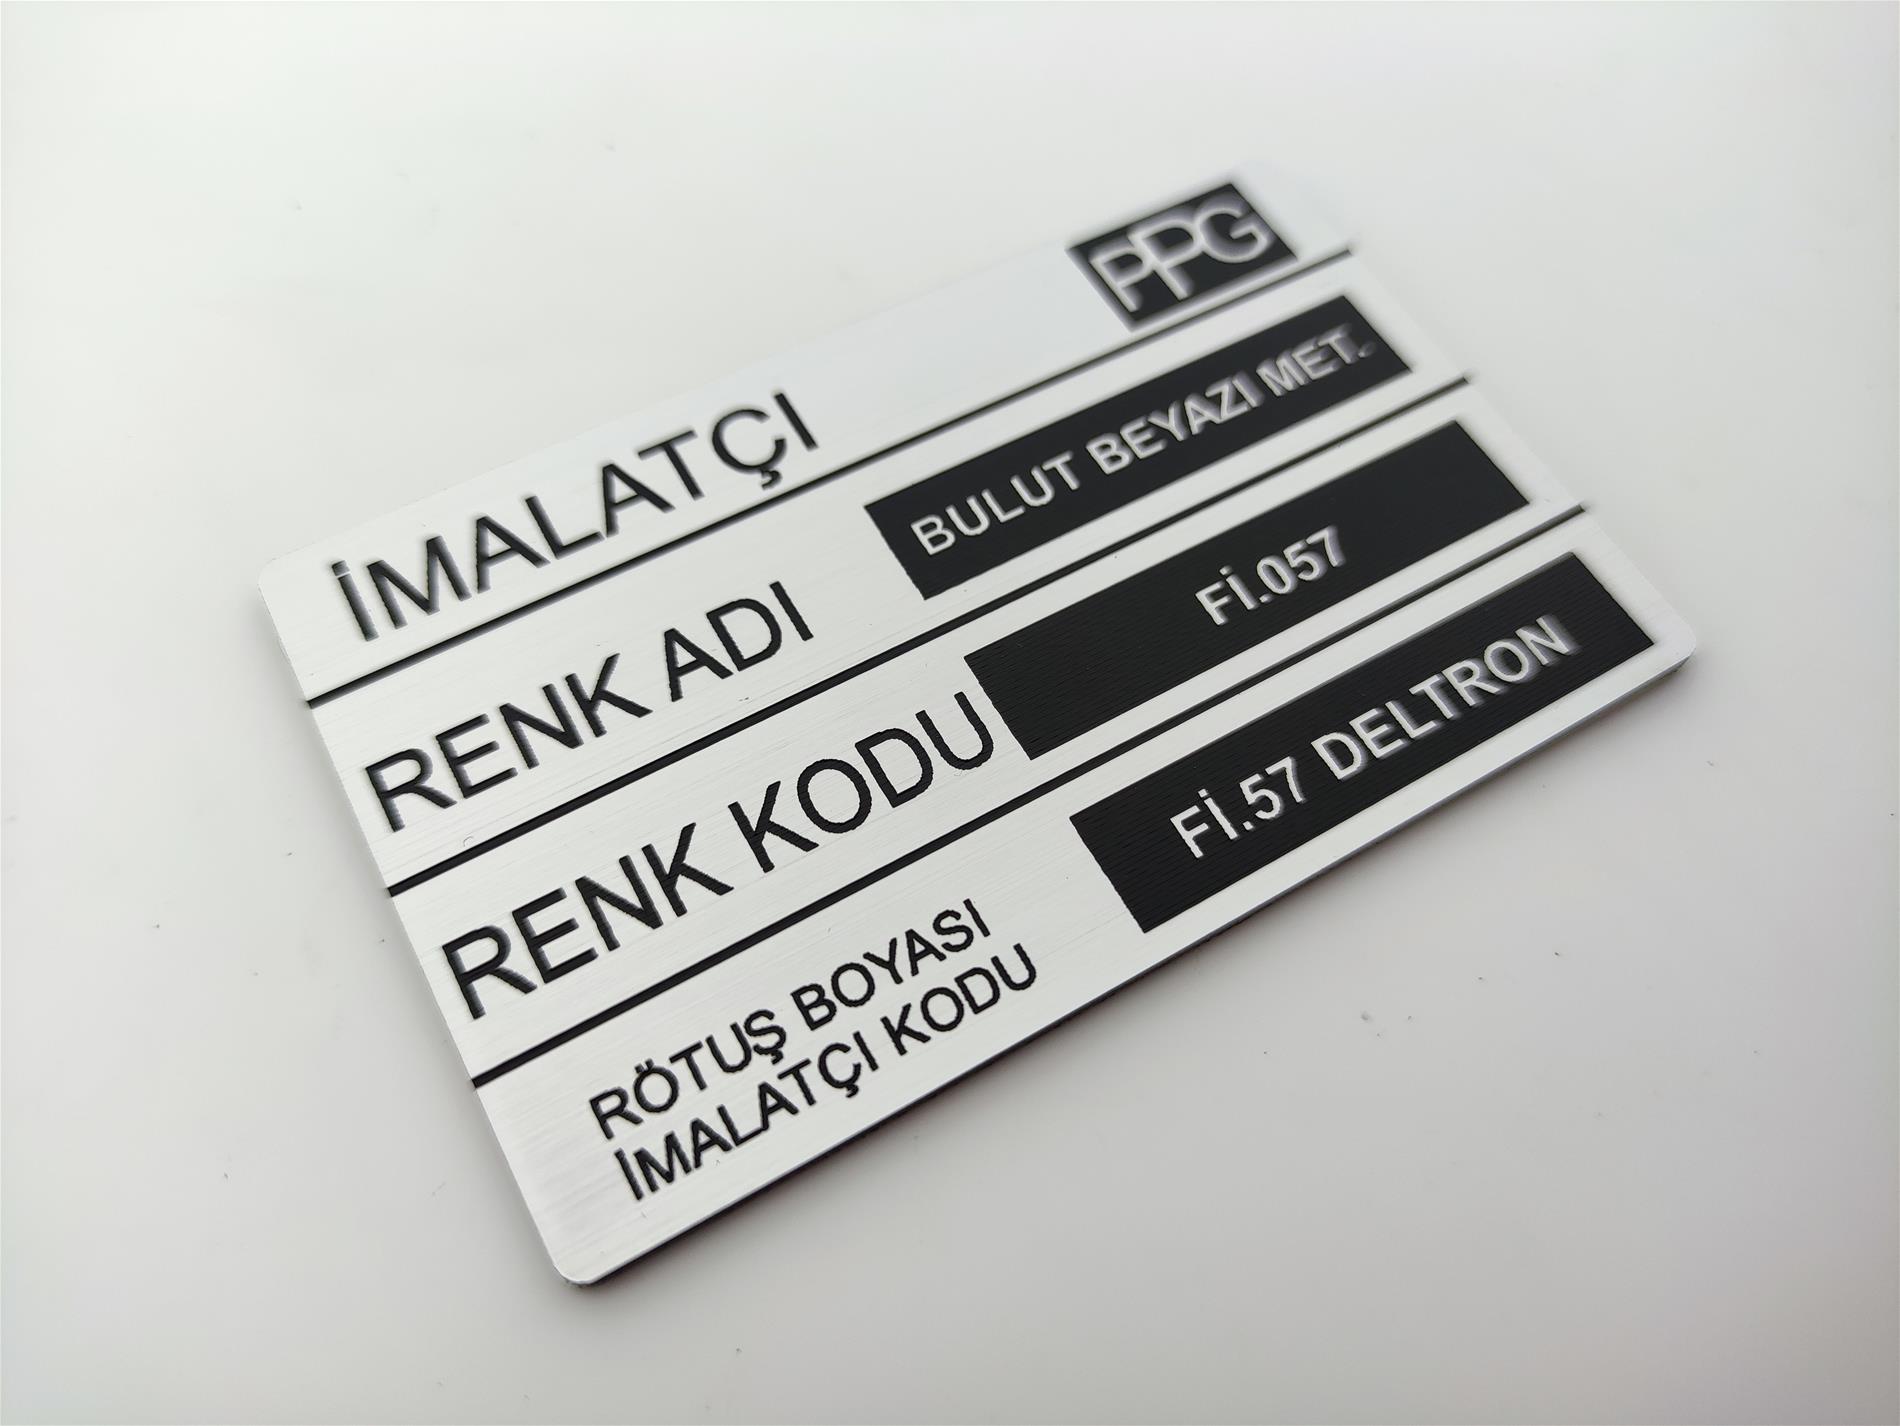 İMALATÇI PPG
RENK ADI BULUT BEYAZI MET.
RENK KODU Fİ.057
RÖTUŞ BOYASI
İMALATÇI KODU Fİ.57 DELTRON